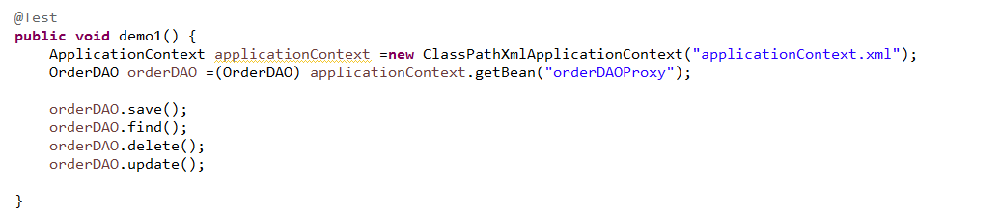 @Test
public void demo1() {
ApplicationContext applicationContext =new ClassPathXmlApplicationContext("applicationContext.xml");
OrderDAO orderDAO =(OrderDAO) applicationContext.getBean("orderDAOProxy");
orderDAO.save();
orderDAO.find();
orderDAO.delete();
orderDAO.update();
}